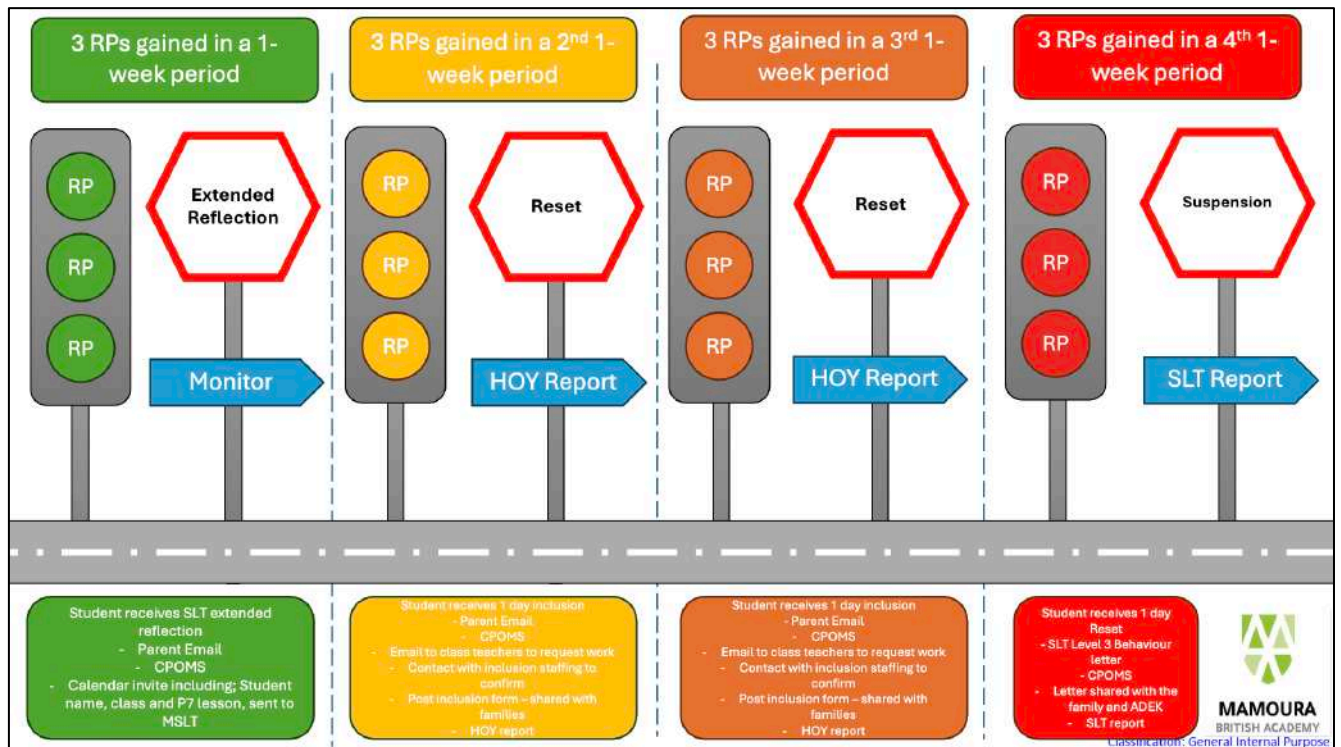 3 RPs gained in a 1-
week period
3 RPs gained in a 2nd 1-
week period
3 RPs gained in a 3rd 1-
week period
3 RPs gained in a 4th 1-
week period
RP
RP
RP
Extended
Reflection
Monitor
RP
RP
RP
Reset
HOY Report
RP
RP
RP
Reset
HOY Report
RP
RP
RP
Suspension
SLT Report
Student receives SLT extended
reflection
- Parent Email
- CPOMS
- Calendar invite including; Student
name, class and P7 lesson, sent to
MSLT
Student receives 1 day inclusion
- Parent Email
- CPOMS
- Email to class teachers to request work
- Contact with inclusion staffing to
confirm
- Post inclusion form – shared with
families
- HOY report
Student receives 1 day inclusion
- Parent Email
- CPOMS
- Email to class teachers to request work
- Contact with inclusion staffing to
confirm
- Post inclusion form – shared with
families
- HOY report
Student receives 1 day
Reset
- SLT Level 3 Behaviour
letter
- CPOMS
- Letter shared with the
family and ADEK
- SLT report
MAMOURA
BRITISH ACADEMY
Classification: General Internal Purpose